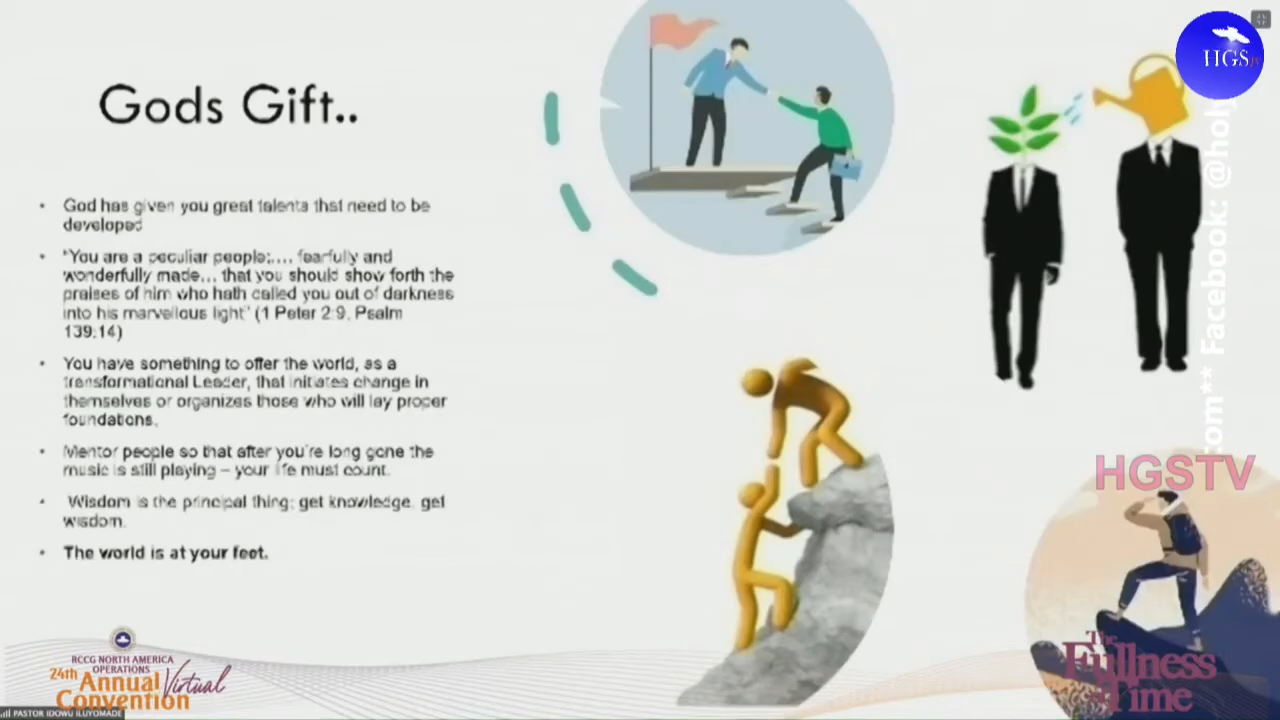 HGS
Gods Gift..
• God has given you great talents that need to be
developed
• "You are a peculiar people;.... fearfully and
wonderfully made... that you should show forth the
praises of him who hath called you out of darkness
into his marvellous light" (1 Peter 2:9, Psalm
139:14)
• You have something to offer the world, as a
transformational Leader, that initiates change in
themselves or organizes those who will lay proper
foundations.
• Mentor people so that after you're long gone the
music is still playing – your life must count.
• Wisdom is the principal thing; get knowledge, get
wisdom.
• The world is at your feet.
om** Facebook: @hol
HGSTV
RCCG NORTH AMERICA
OPERATIONS
24th Annual Virtual
Convention
The
Fullness
of Time
PASTOR IDOWU ILUYOMADE